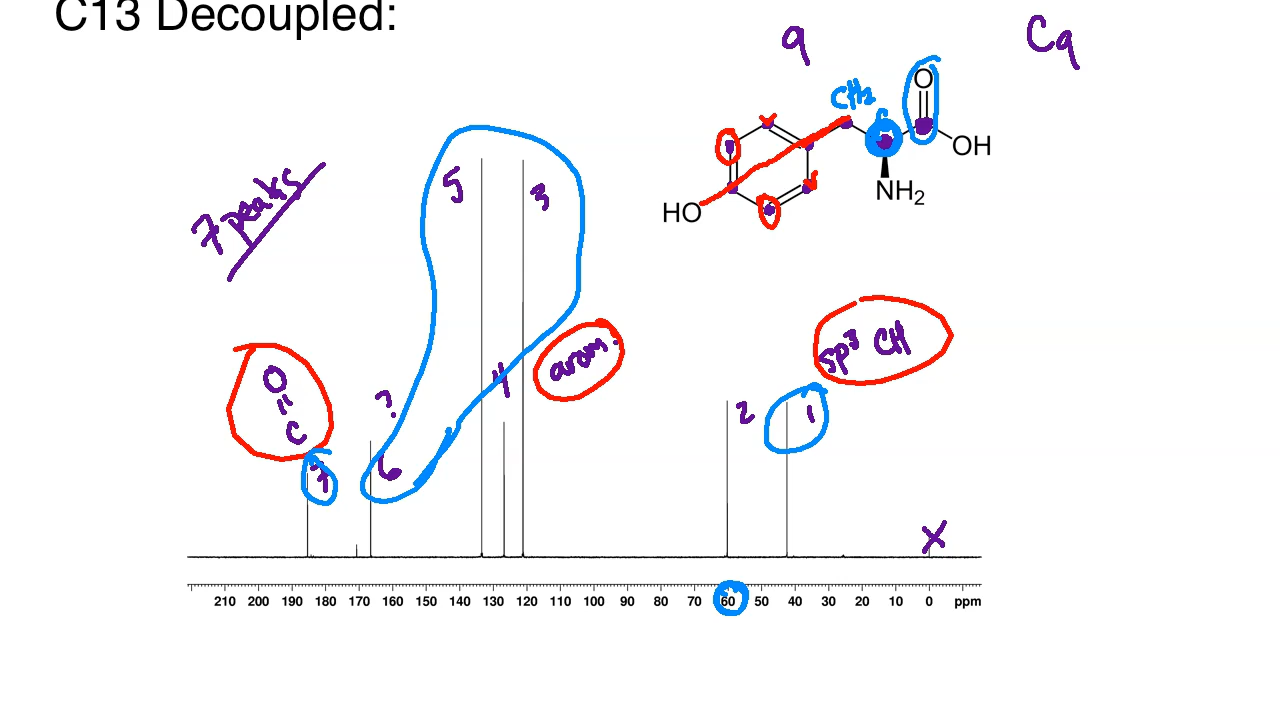 C13 Decoupled:
9
C9
O
CH2
OH
NH2
HO
7 peaks
5
3
sp3 CH
arom.
O
=
C
?
4
2
1
6
7
X
210 200 190 180 170 160 150 140 130 120 110 100 90 80 70 60 50 40 30 20 10 0 ppm